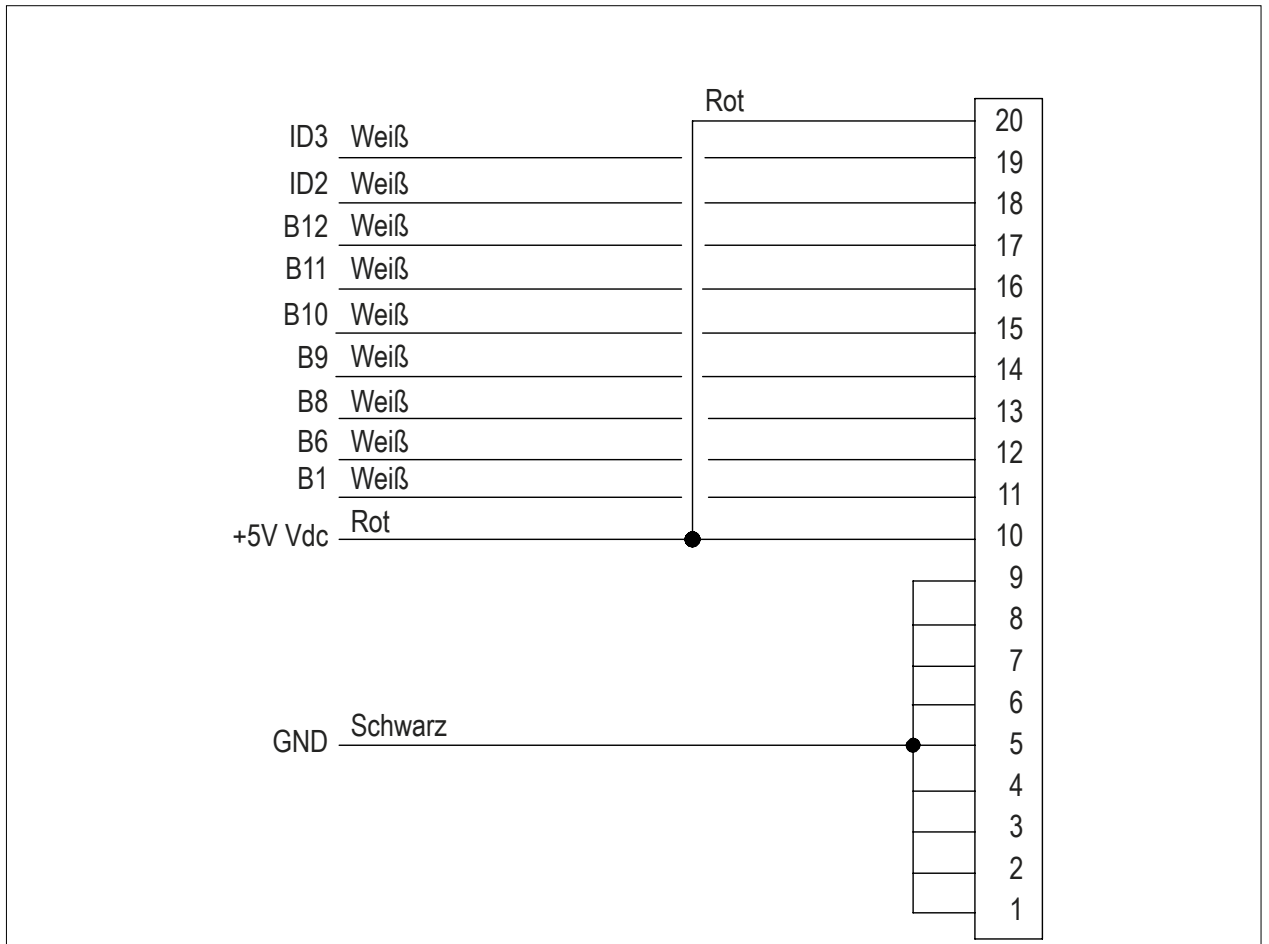 Rot 20
ID3 Weiß 19
ID2 Weiß 18
B12 Weiß 17
B11 Weiß 16
B10 Weiß 15
B9 Weiß 14
B8 Weiß 13
B6 Weiß 12
B1 Weiß 11
+5V Vdc Rot 10
9
8
7
6
GND Schwarz 5
4
3
2
1